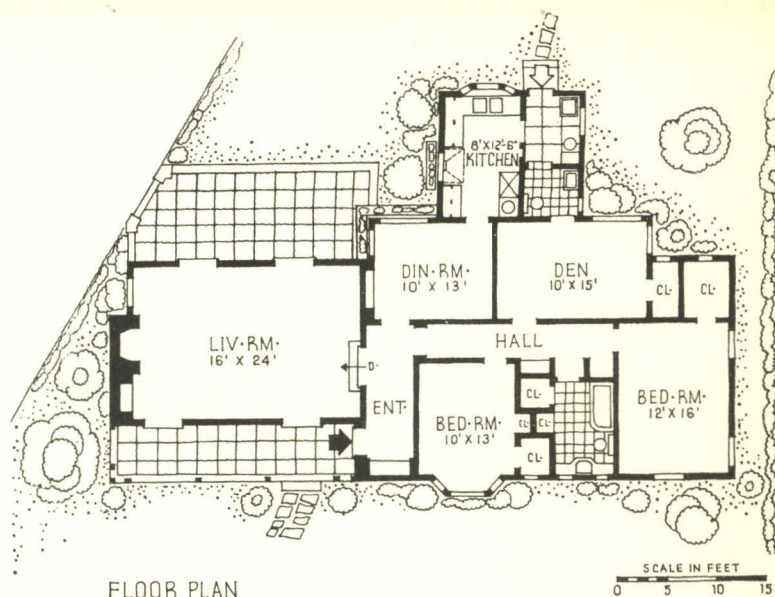 8' X 12'-6"
KITCHEN
DIN·RM·
10' X 13'
DEN
10' X 15'
CL·
CL·
LIV·RM·
16' X 24'
D·
HALL
ENT·
BED·RM·
10' X 13'
CL·
CL·
CL·
CL·
BED·RM·
12' X 16'
FLOOR PLAN
SCALE IN FEET
0 5 10 15